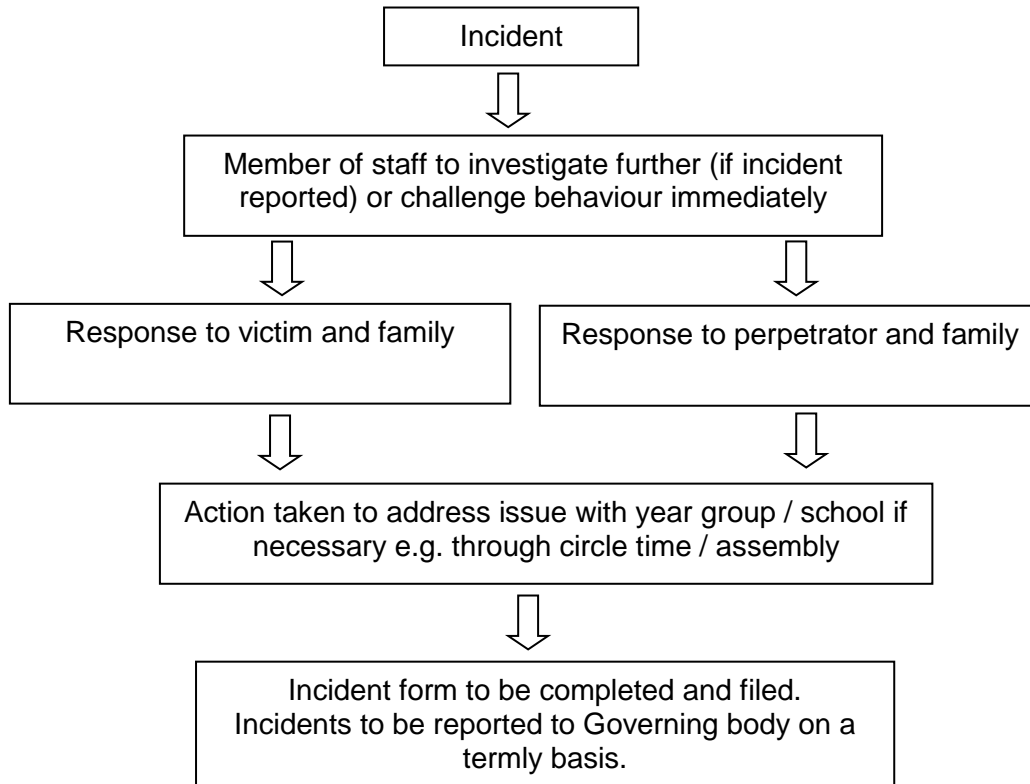 Incident
Member of staff to investigate further (if incident
reported) or challenge behaviour immediately
Response to victim and family
Response to perpetrator and family
Action taken to address issue with year group / school if
necessary e.g. through circle time / assembly
Incident form to be completed and filed.
Incidents to be reported to Governing body on a
termly basis.